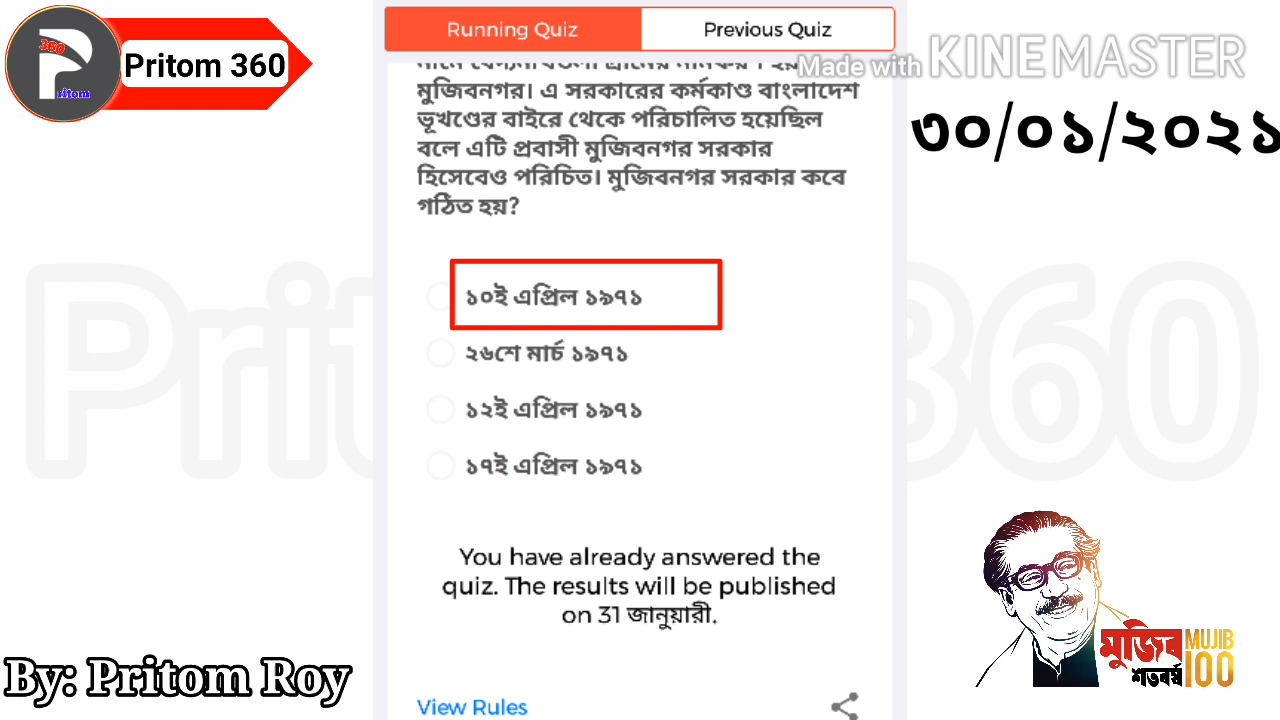 360
P
ritom
Pritom 360
Running Quiz
Previous Quiz
Made with KINEMASTER
৩০/০১/২০২১
মুজিবনগর। এ সরকারের কর্মকাণ্ড বাংলাদেশ
ভূখণ্ডের বাইরে থেকে পরিচালিত হয়েছিল
বলে এটি প্রবাসী মুজিবনগর সরকার
হিসেবেও পরিচিত। মুজিবনগর সরকার কবে
গঠিত হয়?
১০ই এপ্রিল ১৯৭১
২৬শে মার্চ ১৯৭১
১২ই এপ্রিল ১৯৭১
১৭ই এপ্রিল ১৯৭১
You have already answered the
quiz. The results will be published
on 31 জানুয়ারী.
View Rules
By: Pritom Roy
মুজিব
শতবর্ষ
MUJIB
100